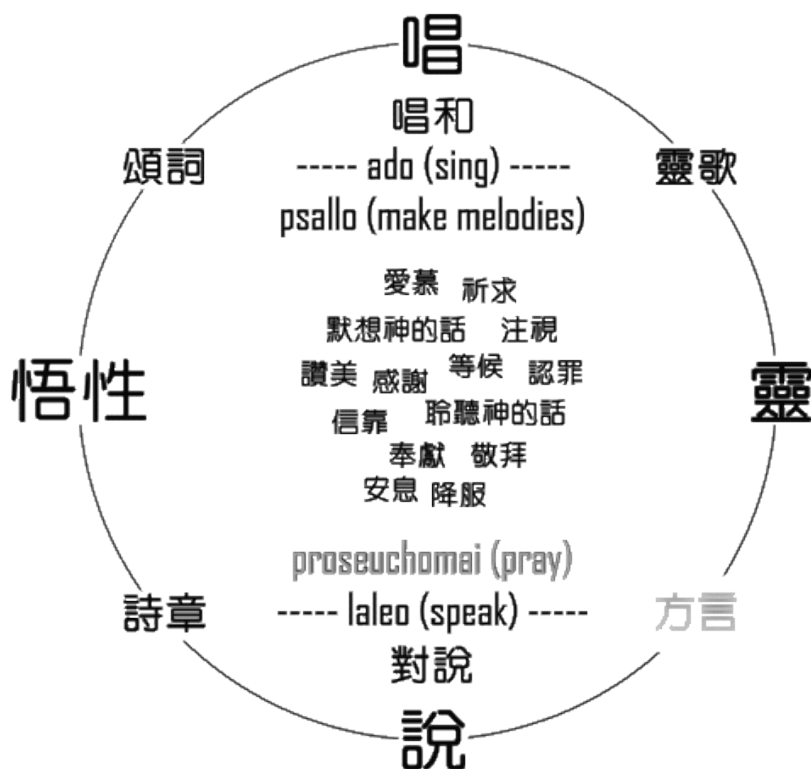 唱
唱和
頌詞 ----- ado (sing) ----- 靈歌
psallo (make melodies)
愛慕 祈求
默想神的話 注視
讚美 感謝 等候 認罪
悟性 靈
信靠 聆聽神的話
奉獻 敬拜
安息 降服
proseuchomai (pray)
詩章 ----- laleo (speak) ----- 方言
對說
說